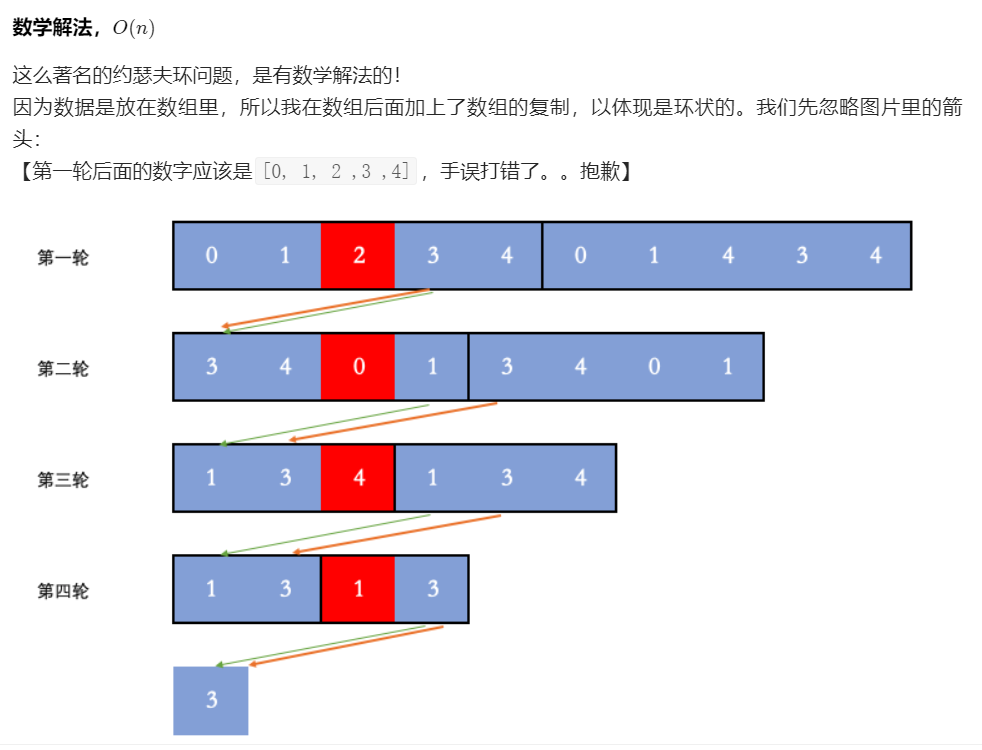 数学解法，O(n)
这么著名的约瑟夫环问题，是有数学解法的！
因为数据是放在数组里，所以我在数组后面加上了数组的复制，以体现是环状的。我们先忽略图片里的箭
头：
【第一轮后面的数字应该是 [0, 1, 2 ,3 ,4] ，手误打错了。。抱歉】
第一轮 0 1 2 3 4 0 1 4 3 4
第二轮 3 4 0 1 3 4 0 1
第三轮 1 3 4 1 3 4
第四轮 1 3 1 3
3